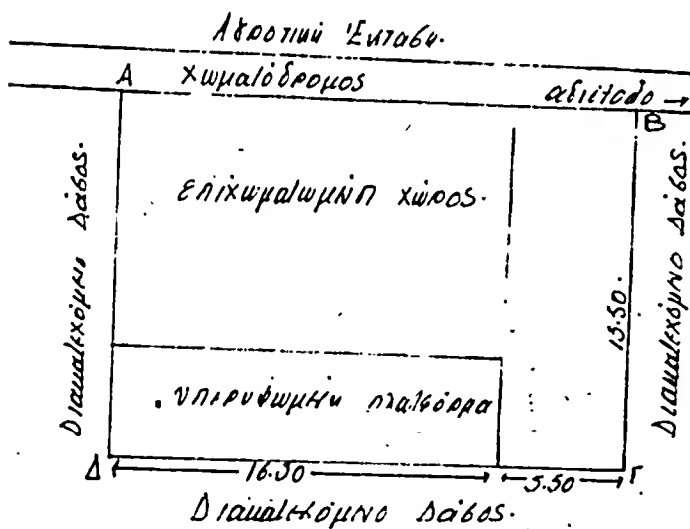 Αγροτική Έκταση.
Α Χωματόδρομος αδιέξοδο →
Β
Διακατεχόμενο Δάσος.
Επιχωματωμένη χώρος.
13.50
Διακατεχόμενο Δάσος.
υπερυψωμένη πλατφόρμα
Δ 16.50 5.50 Γ
Διακατεχόμενο Δάσος.